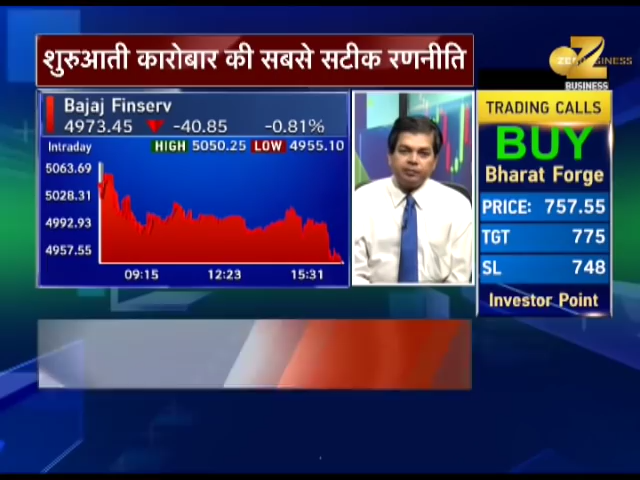 शुरुआती कारोबार की सबसे सटीक रणनीति
ZEE BUSINESS
BUSINESS
Bajaj Finserv
4973.45 -40.85 -0.81%
Intraday HIGH 5050.25 LOW 4955.10
5063.69
5028.31
4992.93
4957.55
09:15 12:23 15:31
TRADING CALLS
BUY
Bharat Forge
PRICE: 757.55
TGT 775
SL 748
Investor Point